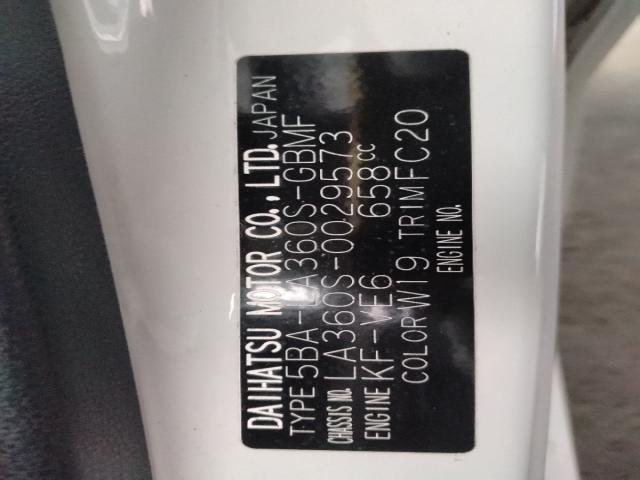 DAIHATSU MOTOR CO., LTD. JAPAN
TYPE 5BA-LA360S-GBMF
CHASSIS NO. LA360S-0029573
ENGINE KF-VE6 658cc
COLOR W19 TRIM FC20
ENGINE NO.